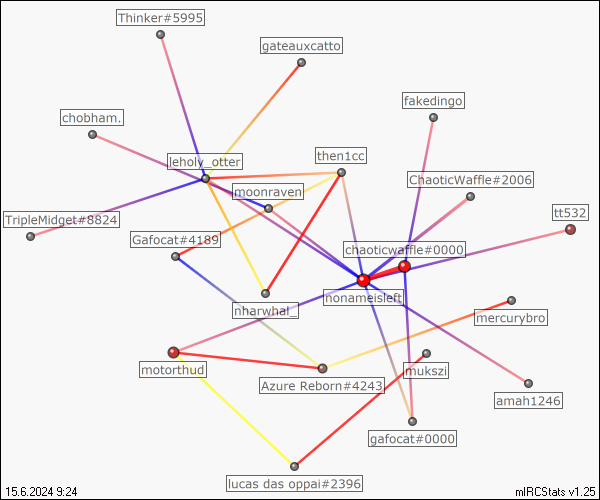 Thinker#5995
gateauxcatto
fakedingo
chobham.
then1cc
leholy_otter
ChaoticWaffle#2006
moonraven
tt532
TripleMidget#8824
Gafocat#4189
chaoticwaffle#0000
nonameisleft
nharwhal_
mercurybro
motorthud
mukszi
Azure Reborn#4243
amah1246
gafocat#0000
lucas das oppai#2396
15.6.2024 9:24
mIRCStats v1.25